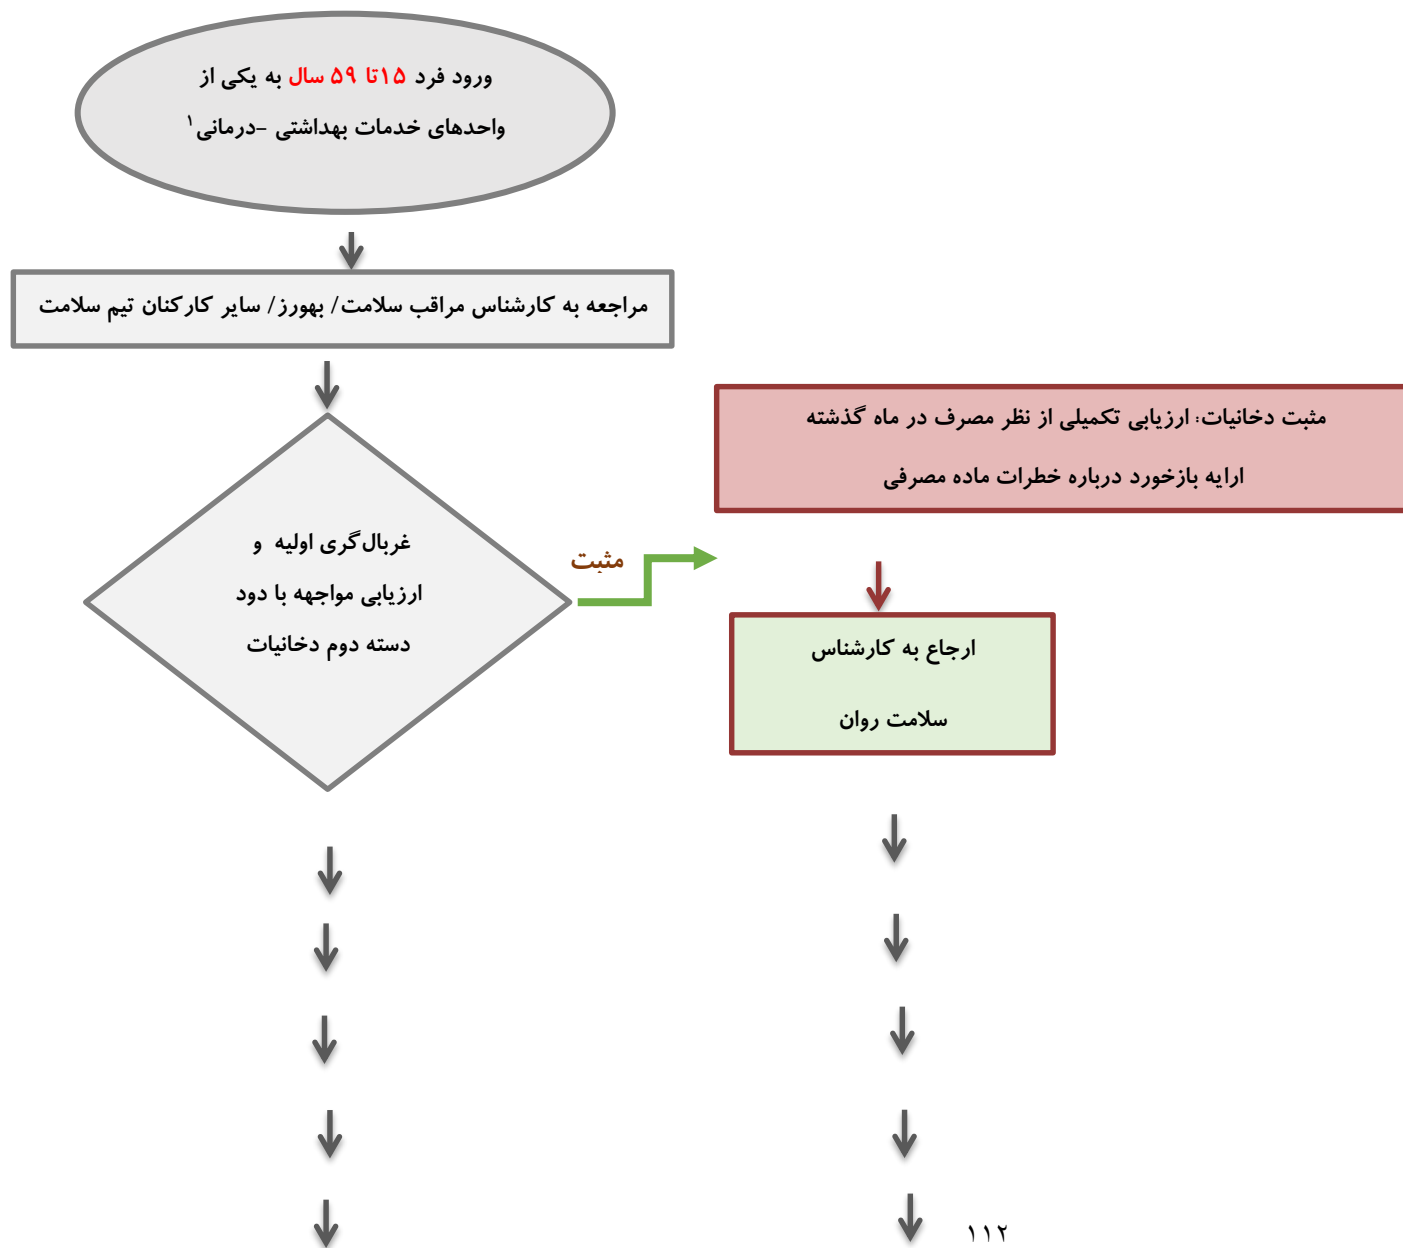 ورود فرد ۱۵تا ۵۹ سال به یکی از
واحدهای خدمات بهداشتی -درمانی۱
مراجعه به کارشناس مراقب سلامت/ بهورز/ سایر کارکنان تیم سلامت
مثبت دخانیات: ارزیابی تکمیلی از نظر مصرف در ماه گذشته
ارایه بازخورد درباره خطرات ماده مصرفی
غربال‌گری اولیه و
ارزیابی مواجهه با دود
دسته دوم دخانیات
مثبت
ارجاع به کارشناس
سلامت روان
۱۱۲